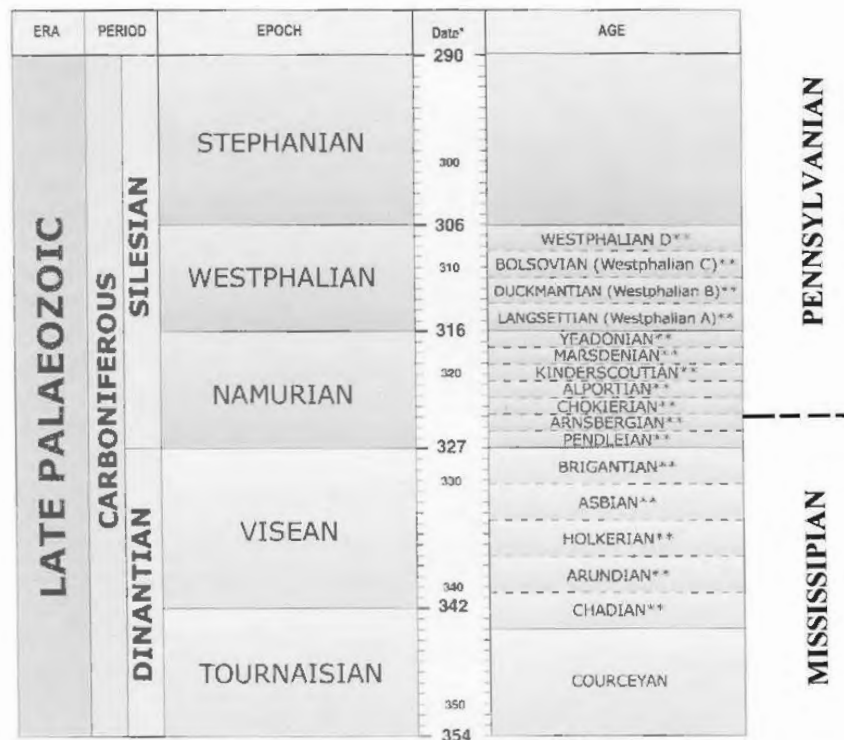 ERA PERIOD EPOCH Date* AGE
290
STEPHANIAN
300
306
WESTPHALIAN D**
WESTPHALIAN
310
BOLSOVIAN (Westphalian C)**
DUCKMANTIAN (Westphalian B)**
LANGSETTIAN (Westphalian A)**
316
YEADONIAN**
MARSDENIAN**
320
KINDERSCOUTIAN**
NAMURIAN
ALPORTIAN**
CHOKIERIAN**
ARNSBERGIAN**
PENDLEIAN**
327
BRIGANTIAN**
330
ASBIAN**
VISEAN
HOLKERIAN**
ARUNDIAN**
340
342
CHADIAN**
TOURNAISIAN
COURCEYAN
350
354
LATE PALAEOZOIC
CARBONIFEROUS
SILESIAN
DINANTIAN
PENNSYLVANIAN
MISSISSIPIAN